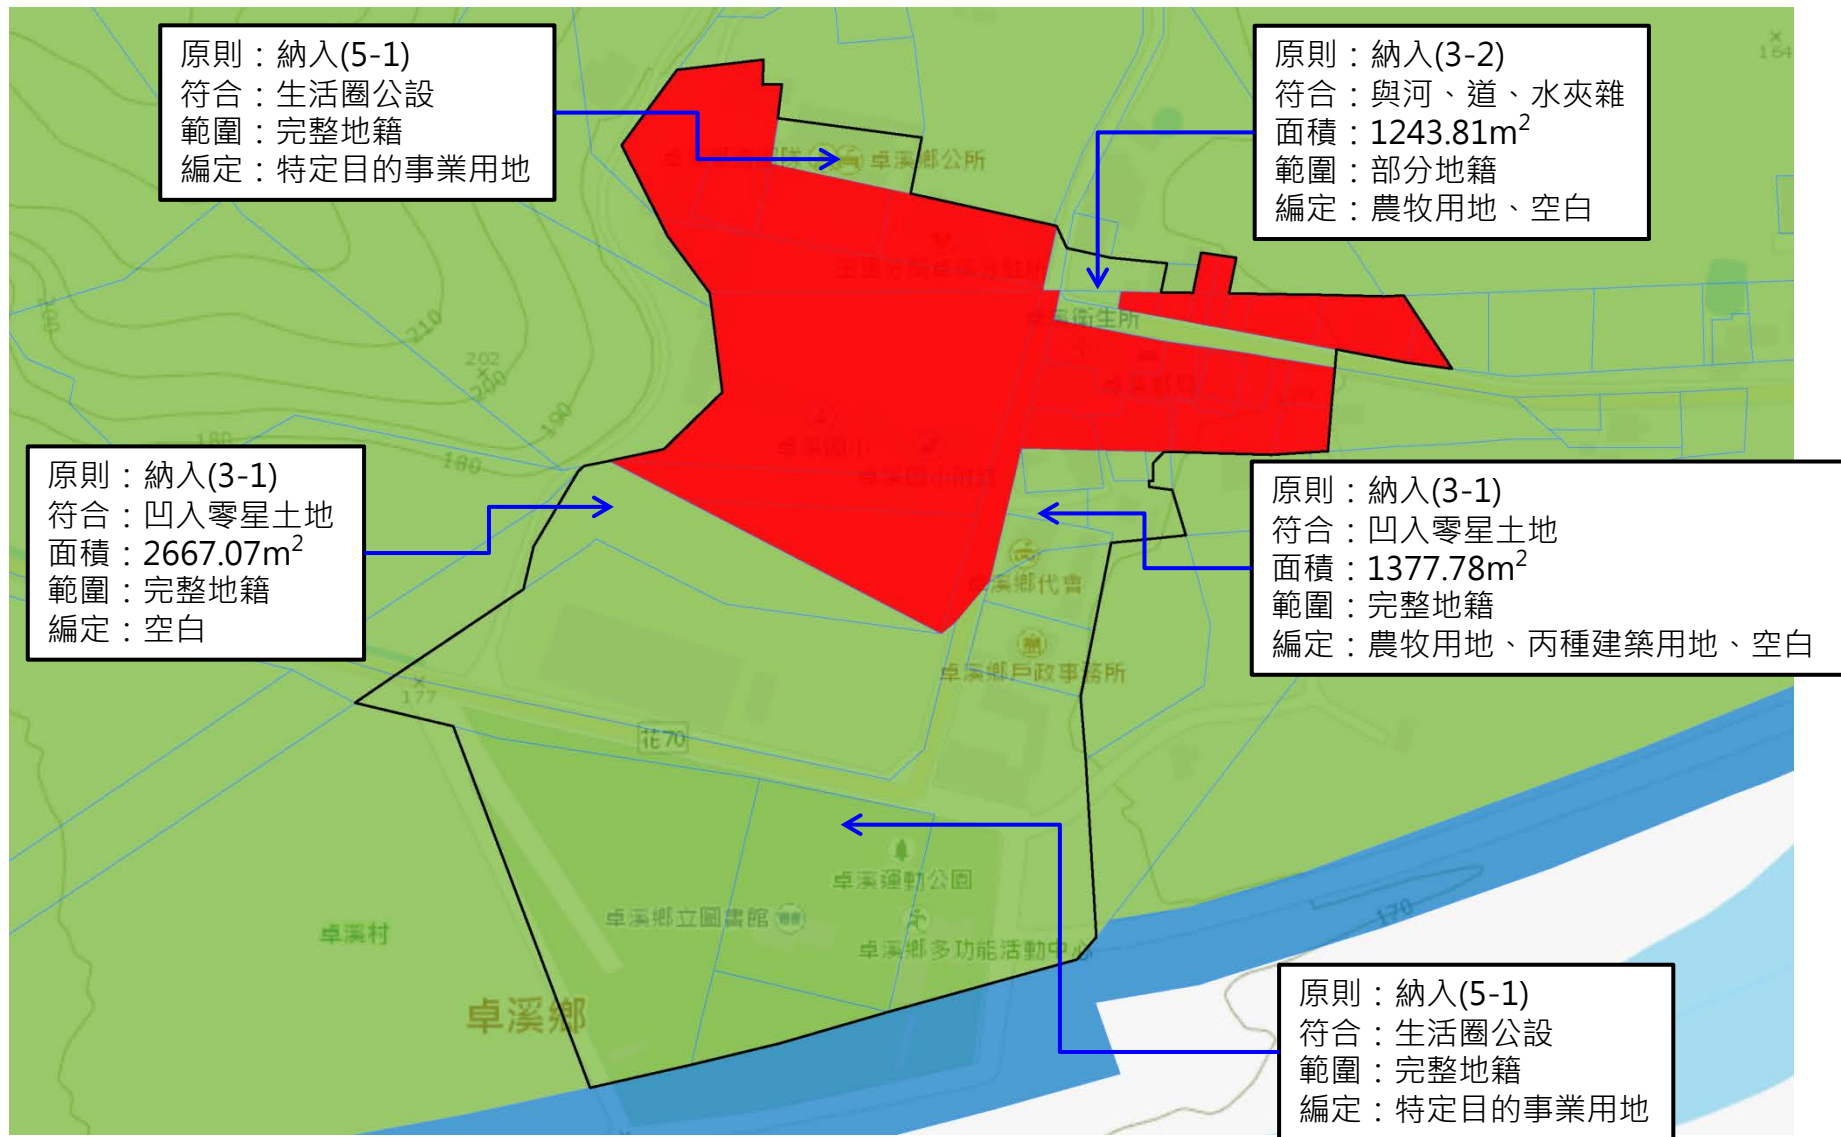 原則：納入(5-1)
符合：生活圈公設
範圍：完整地籍
編定：特定目的事業用地
原則：納入(3-2)
符合：與河、道、水夾雜
面積：1243.81m²
範圍：部分地籍
編定：農牧用地、空白
164
卓溪鄉公所
卓溪衛生所
200
210
202
200
190
180
180
卓溪國小
原則：納入(3-1)
符合：凹入零星土地
面積：2667.07m²
範圍：完整地籍
編定：空白
原則：納入(3-1)
符合：凹入零星土地
面積：1377.78m²
範圍：完整地籍
編定：農牧用地、丙種建築用地、空白
卓溪鄉代會
卓溪鄉戶政事務所
177
花70
卓溪運動公園
卓溪鄉立圖書館
卓溪鄉多功能活動中心
卓溪村
170
卓溪鄉
原則：納入(5-1)
符合：生活圈公設
範圍：完整地籍
編定：特定目的事業用地